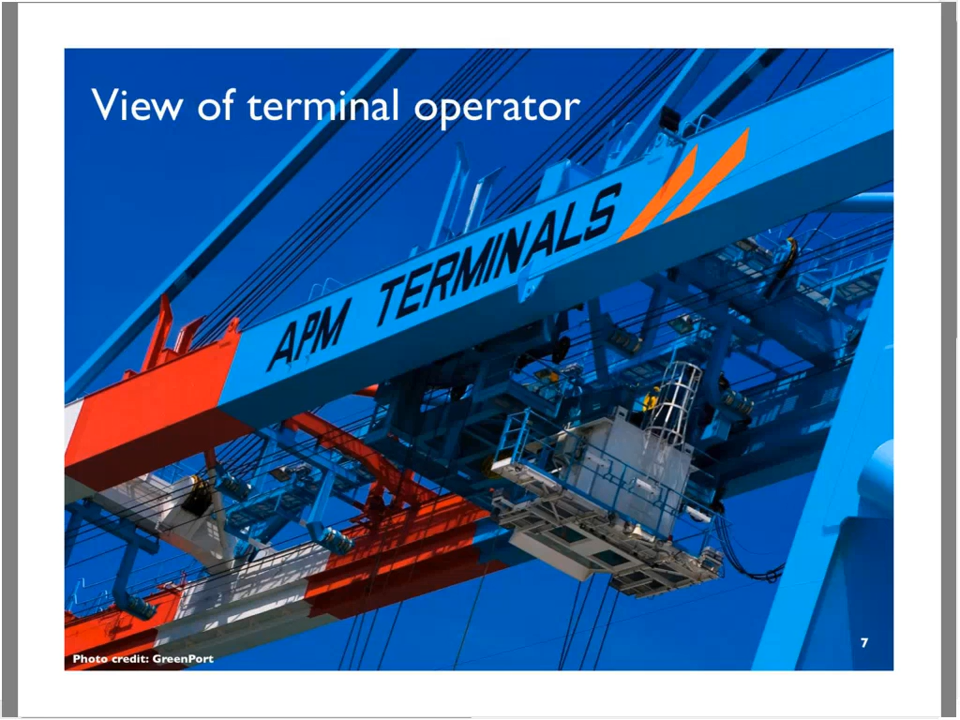 View of terminal operator
APM TERMINALS
7
Photo credit: GreenPort